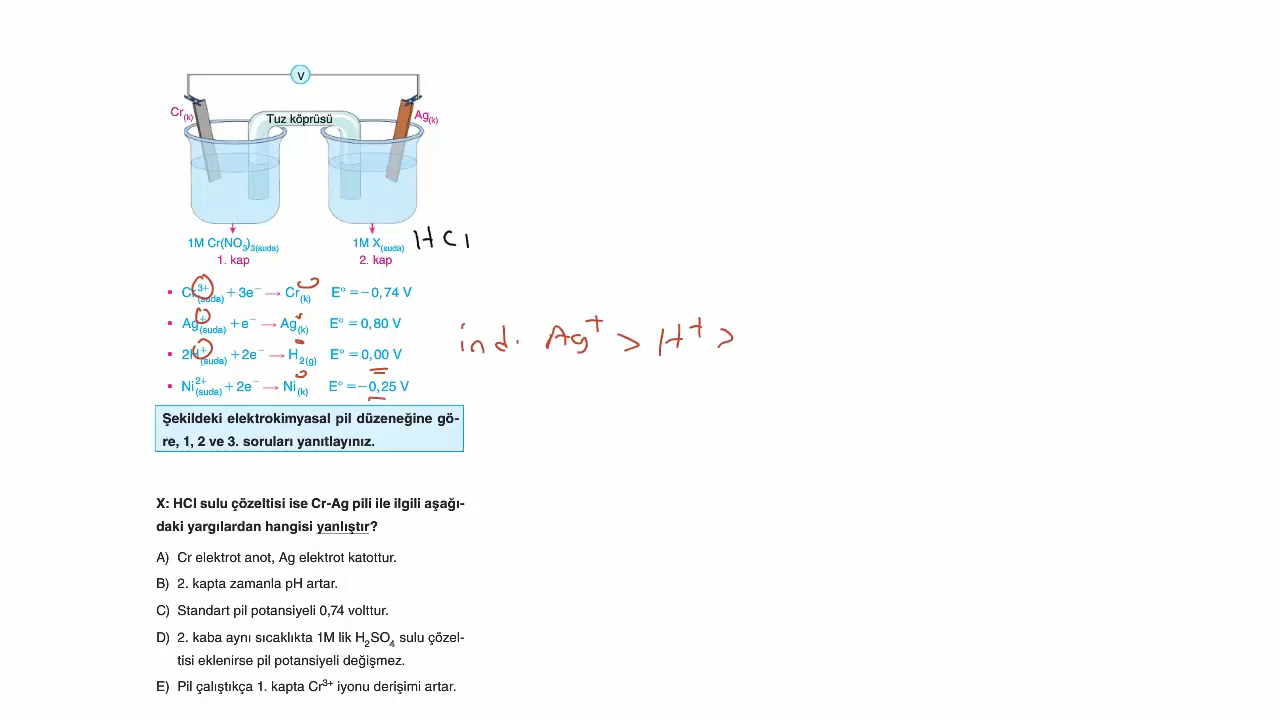 V
Cr(k)
Tuz köprüsü
Ag(k)
1M Cr(NO3)3(suda)
1. kap
1M X(suda)
2. kap
HCl
• Cr3+(suda) + 3e− → Cr(k) E° = −0,74 V
• Ag+(suda) + e− → Ag(k) E° = 0,80 V
• 2H+(suda) + 2e− → H2(g) E° = 0,00 V
• Ni2+(suda) + 2e− → Ni(k) E° = −0,25 V
ind. Ag+ > H+ >
Şekildeki elektrokimyasal pil düzeneğine gö-
re, 1, 2 ve 3. soruları yanıtlayınız.
X: HCl sulu çözeltisi ise Cr-Ag pili ile ilgili aşağı-
daki yargılardan hangisi yanlıştır?
A) Cr elektrot anot, Ag elektrot katottur.
B) 2. kapta zamanla pH artar.
C) Standart pil potansiyeli 0,74 volttur.
D) 2. kaba aynı sıcaklıkta 1M lik H2SO4 sulu çözel-
tisi eklenirse pil potansiyeli değişmez.
E) Pil çalıştıkça 1. kapta Cr3+ iyonu derişimi artar.